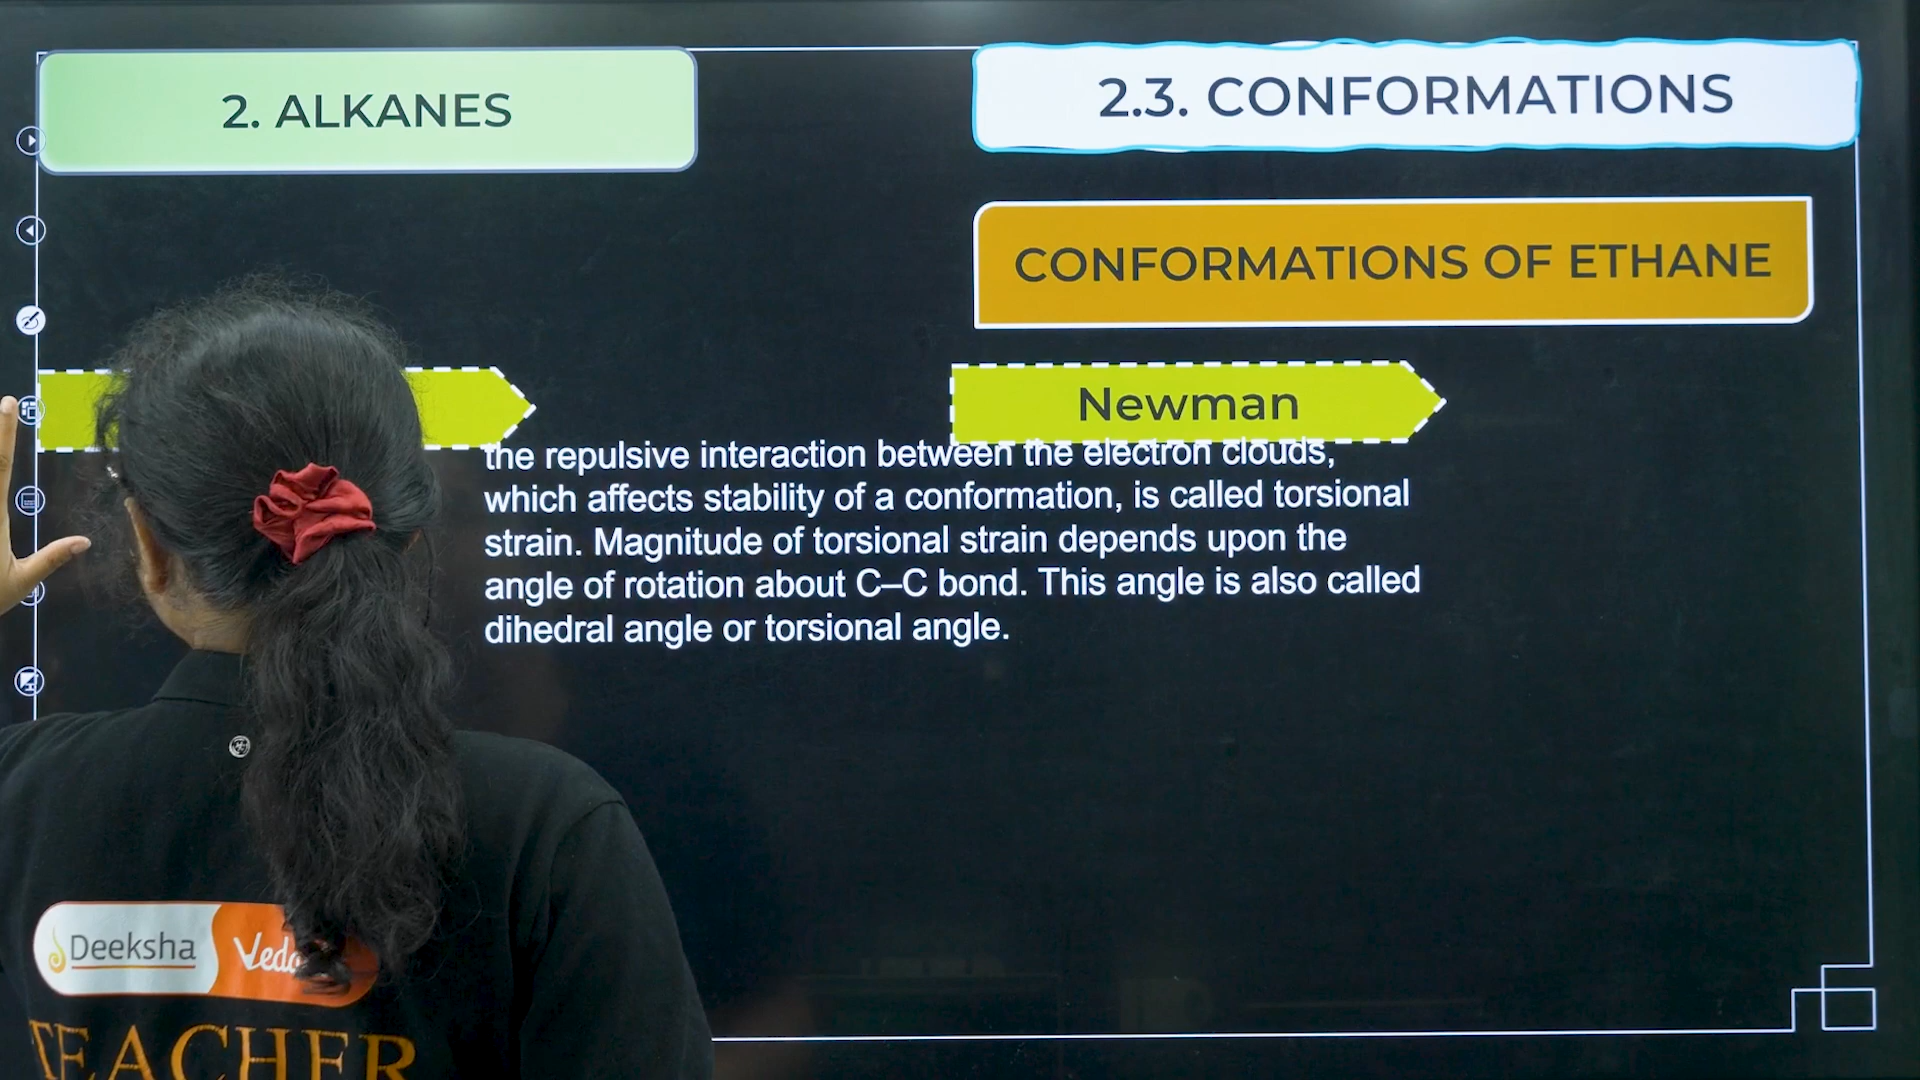 2. ALKANES
2.3. CONFORMATIONS
CONFORMATIONS OF ETHANE
Newman
the repulsive interaction between the electron clouds,
which affects stability of a conformation, is called torsional
strain. Magnitude of torsional strain depends upon the
angle of rotation about C–C bond. This angle is also called
dihedral angle or torsional angle.
Deeksha
TEACHER